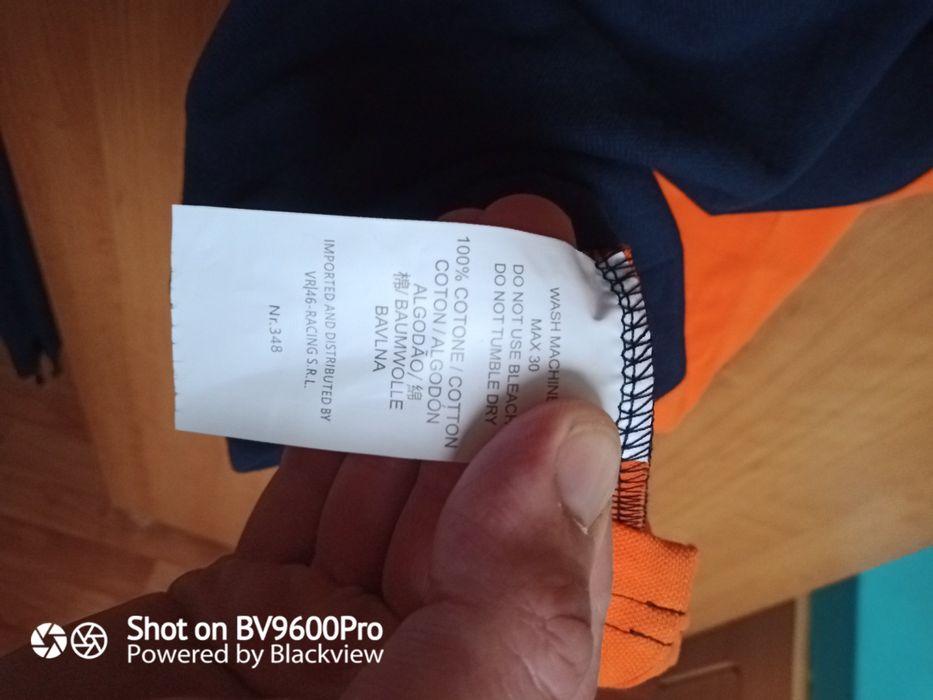 WASH MACHINE
MAX 30
DO NOT USE BLEACH
DO NOT TUMBLE DRY
100% COTONE / COTTON
COTON / ALGODÓN
ALGODÃO / 綿
棉/ BAUMWOLLE
BAVLNA
IMPORTED AND DISTRIBUTED BY
VR|46-RACING S.R.L.
Nr.348
Shot on BV9600Pro
Powered by Blackview